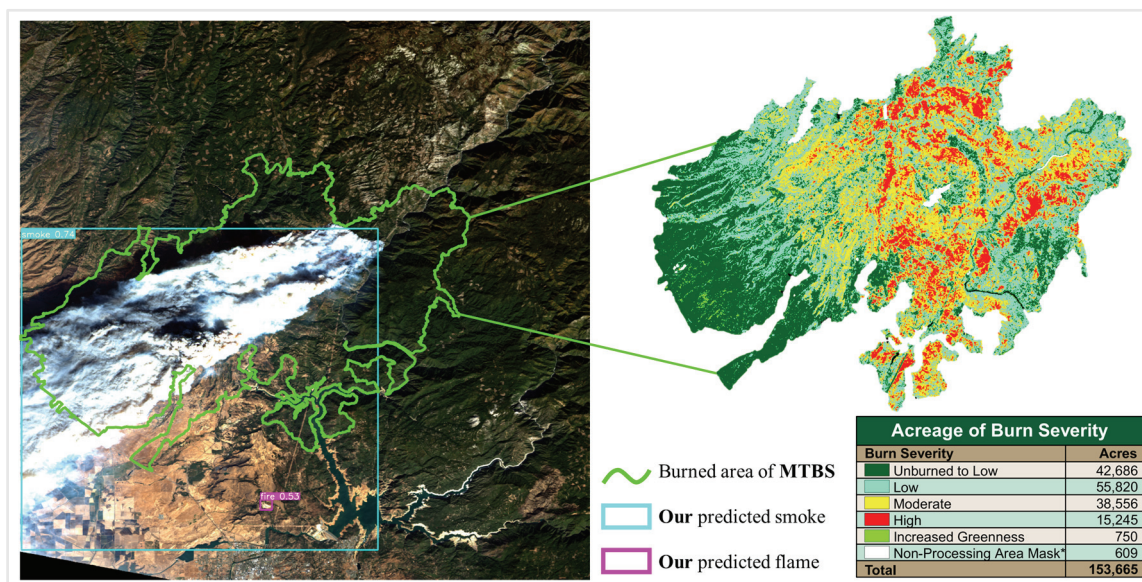 smoke 0.74
fire 0.53
Burned area of MTBS
Our predicted smoke
Our predicted flame
Acreage of Burn Severity
Burn Severity Acres
Unburned to Low 42,686
Low 55,820
Moderate 38,556
High 15,245
Increased Greenness 750
Non-Processing Area Mask* 609
Total 153,665